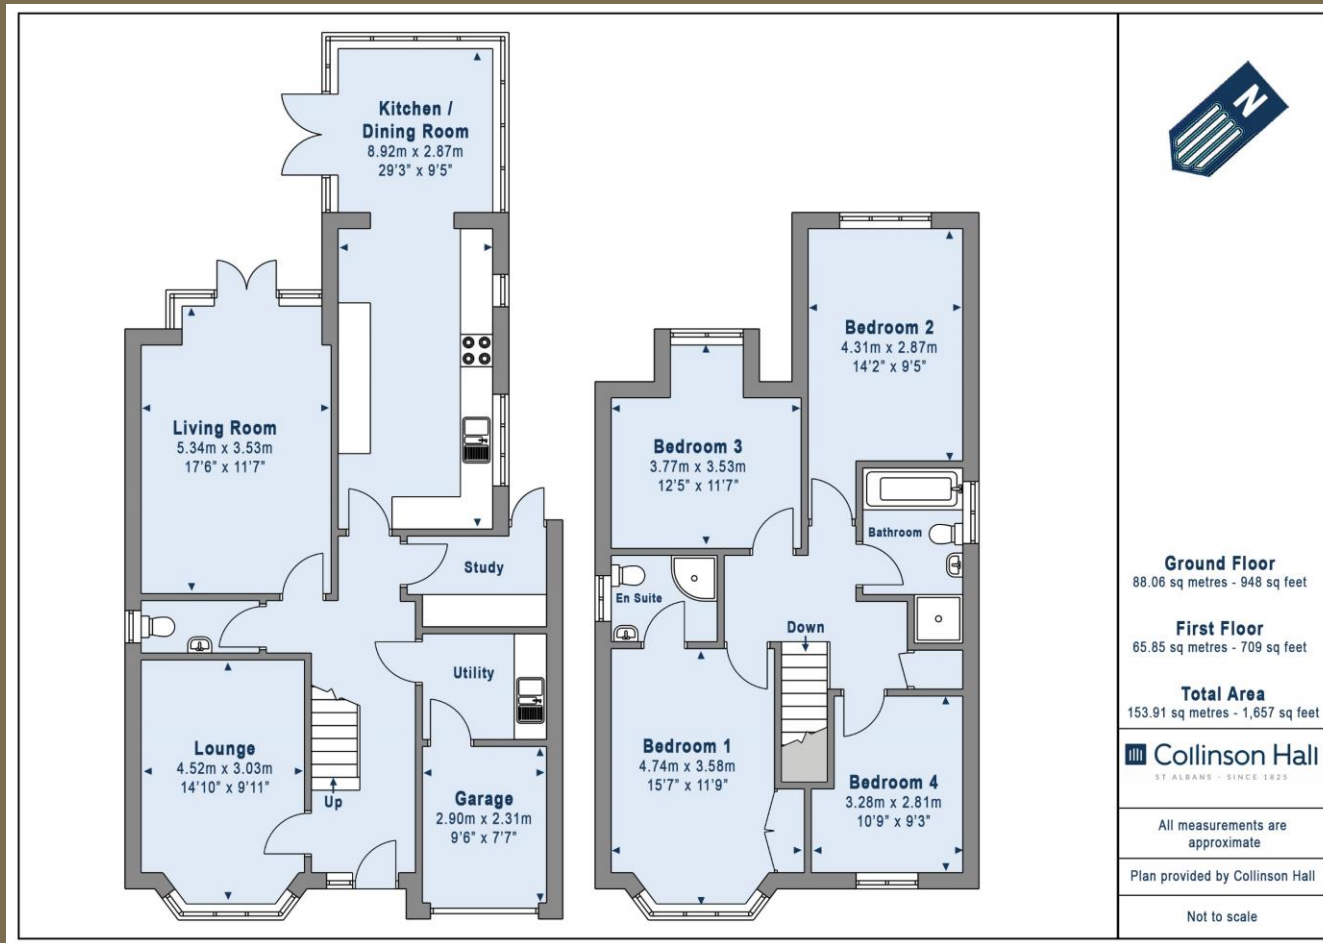 Kitchen /
Dining Room
8.92m x 2.87m
29'3" x 9'5"
Living Room
5.34m x 3.53m
17'6" x 11'7"
Study
Utility
Lounge
4.52m x 3.03m
14'10" x 9'11"
Up
Garage
2.90m x 2.31m
9'6" x 7'7"
Bedroom 2
4.31m x 2.87m
14'2" x 9'5"
Bedroom 3
3.77m x 3.53m
12'5" x 11'7"
Bathroom
En Suite
Down
Bedroom 1
4.74m x 3.58m
15'7" x 11'9"
Bedroom 4
3.28m x 2.81m
10'9" x 9'3"
N
Ground Floor
88.06 sq metres - 948 sq feet
First Floor
65.85 sq metres - 709 sq feet
Total Area
153.91 sq metres - 1,657 sq feet
Collinson Hall
ST ALBANS - SINCE 1825
All measurements are
approximate
Plan provided by Collinson Hall
Not to scale